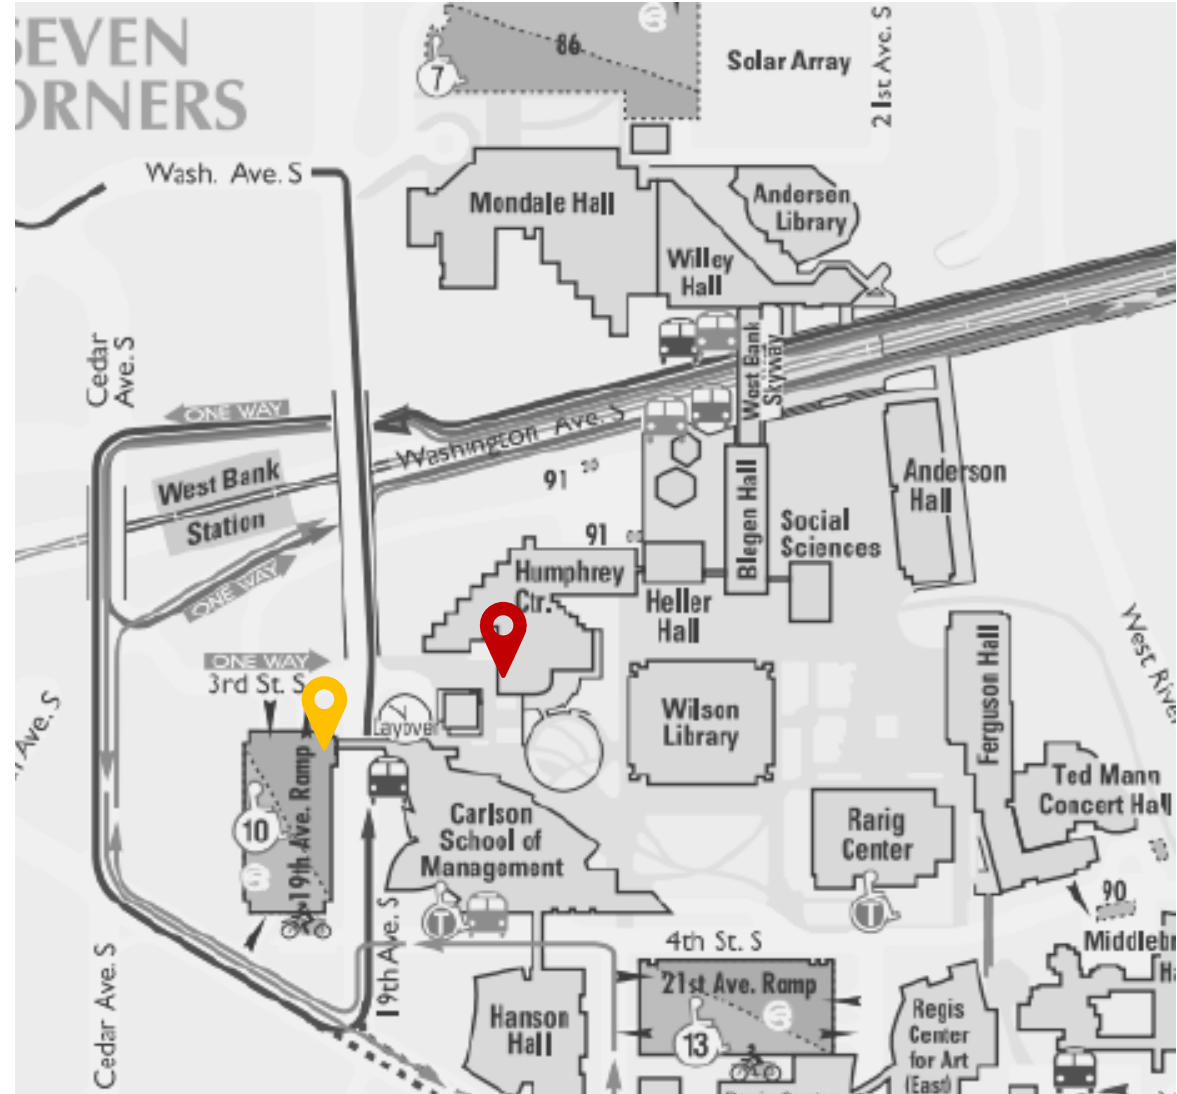 SEVEN
ORNERS
86
7
Solar Array
21st Ave. S
Wash. Ave. S
Mondale Hall
Andersen
Library
Willey
Hall
West Bank
Skyway
Cedar
Ave. S
ONE WAY
Washington Ave. S
West Bank
Station
91
91
Blegen Hall
Social
Sciences
Anderson
Hall
ONE WAY
Humphrey
Ctr.
Heller
Hall
West River
ONE WAY
3rd St. S
Ave. S
Layover
Wilson
Library
Ferguson Hall
Ted Mann
Concert Hall
19th Ave. Ramp
10
Carlson
School of
Management
Rarig
Center
T
T
90
19th Ave. S
4th St. S
Middlebr
Ha
21st Ave. Ramp
13
Cedar Ave. S
Hanson
Hall
Regis
Center
for Art
(East)